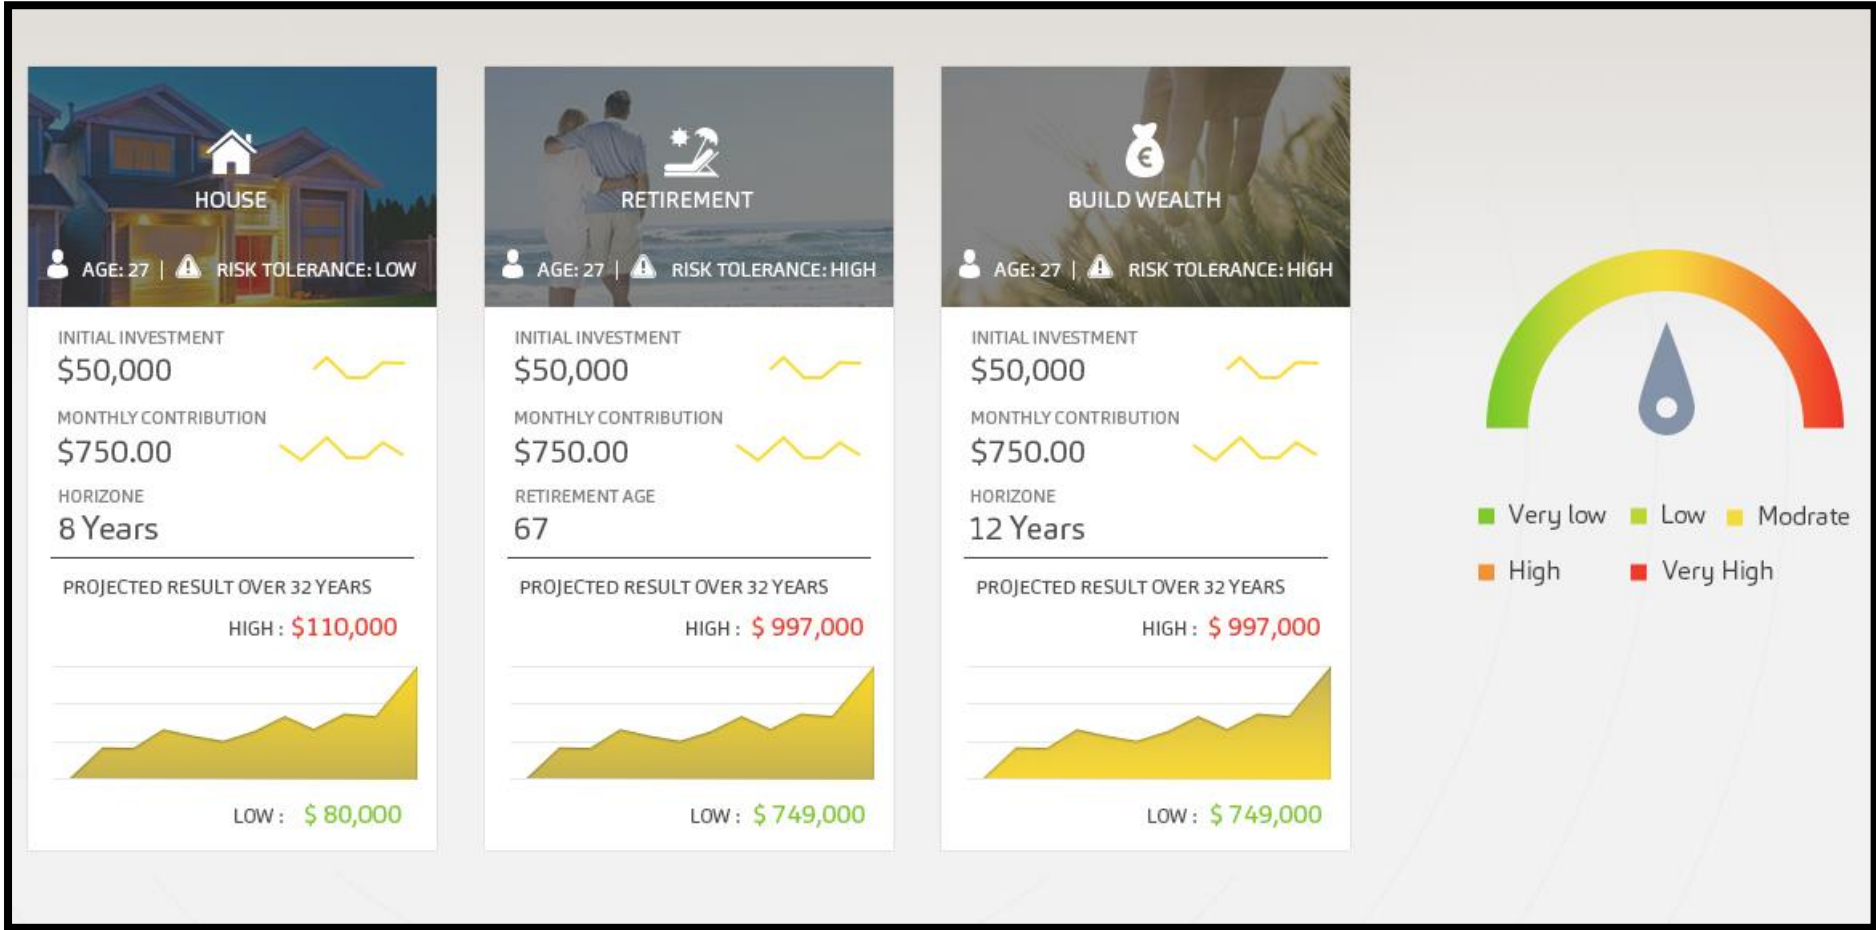 HOUSE
AGE: 27 | RISK TOLERANCE: LOW
INITIAL INVESTMENT
$50,000
MONTHLY CONTRIBUTION
$750.00
HORIZONE
8 Years
PROJECTED RESULT OVER 32 YEARS
HIGH : $110,000
LOW : $ 80,000
RETIREMENT
AGE: 27 | RISK TOLERANCE: HIGH
INITIAL INVESTMENT
$50,000
MONTHLY CONTRIBUTION
$750.00
RETIREMENT AGE
67
PROJECTED RESULT OVER 32 YEARS
HIGH : $ 997,000
LOW : $ 749,000
€
BUILD WEALTH
AGE: 27 | RISK TOLERANCE: HIGH
INITIAL INVESTMENT
$50,000
MONTHLY CONTRIBUTION
$750.00
HORIZONE
12 Years
PROJECTED RESULT OVER 32 YEARS
HIGH : $ 997,000
LOW : $ 749,000
Very low Low Modrate
High Very High